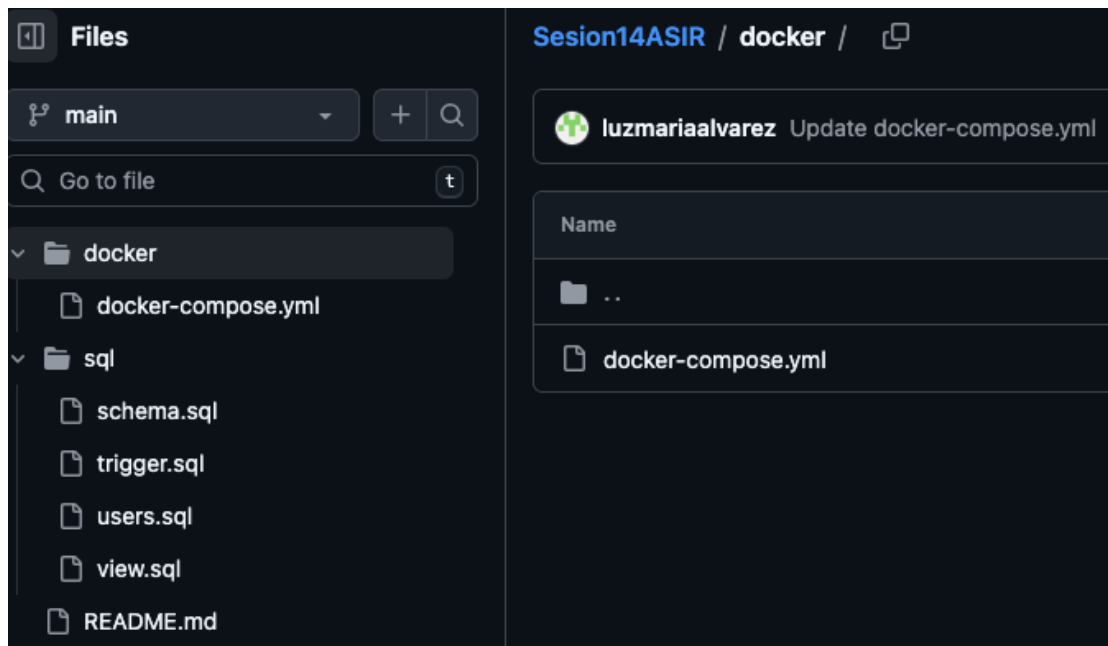 Files
main
Go to file
t
docker
docker-compose.yml
sql
schema.sql
trigger.sql
users.sql
view.sql
README.md
Sesion14ASIR / docker /
luzmariaalvarez Update docker-compose.yml
Name
..
docker-compose.yml